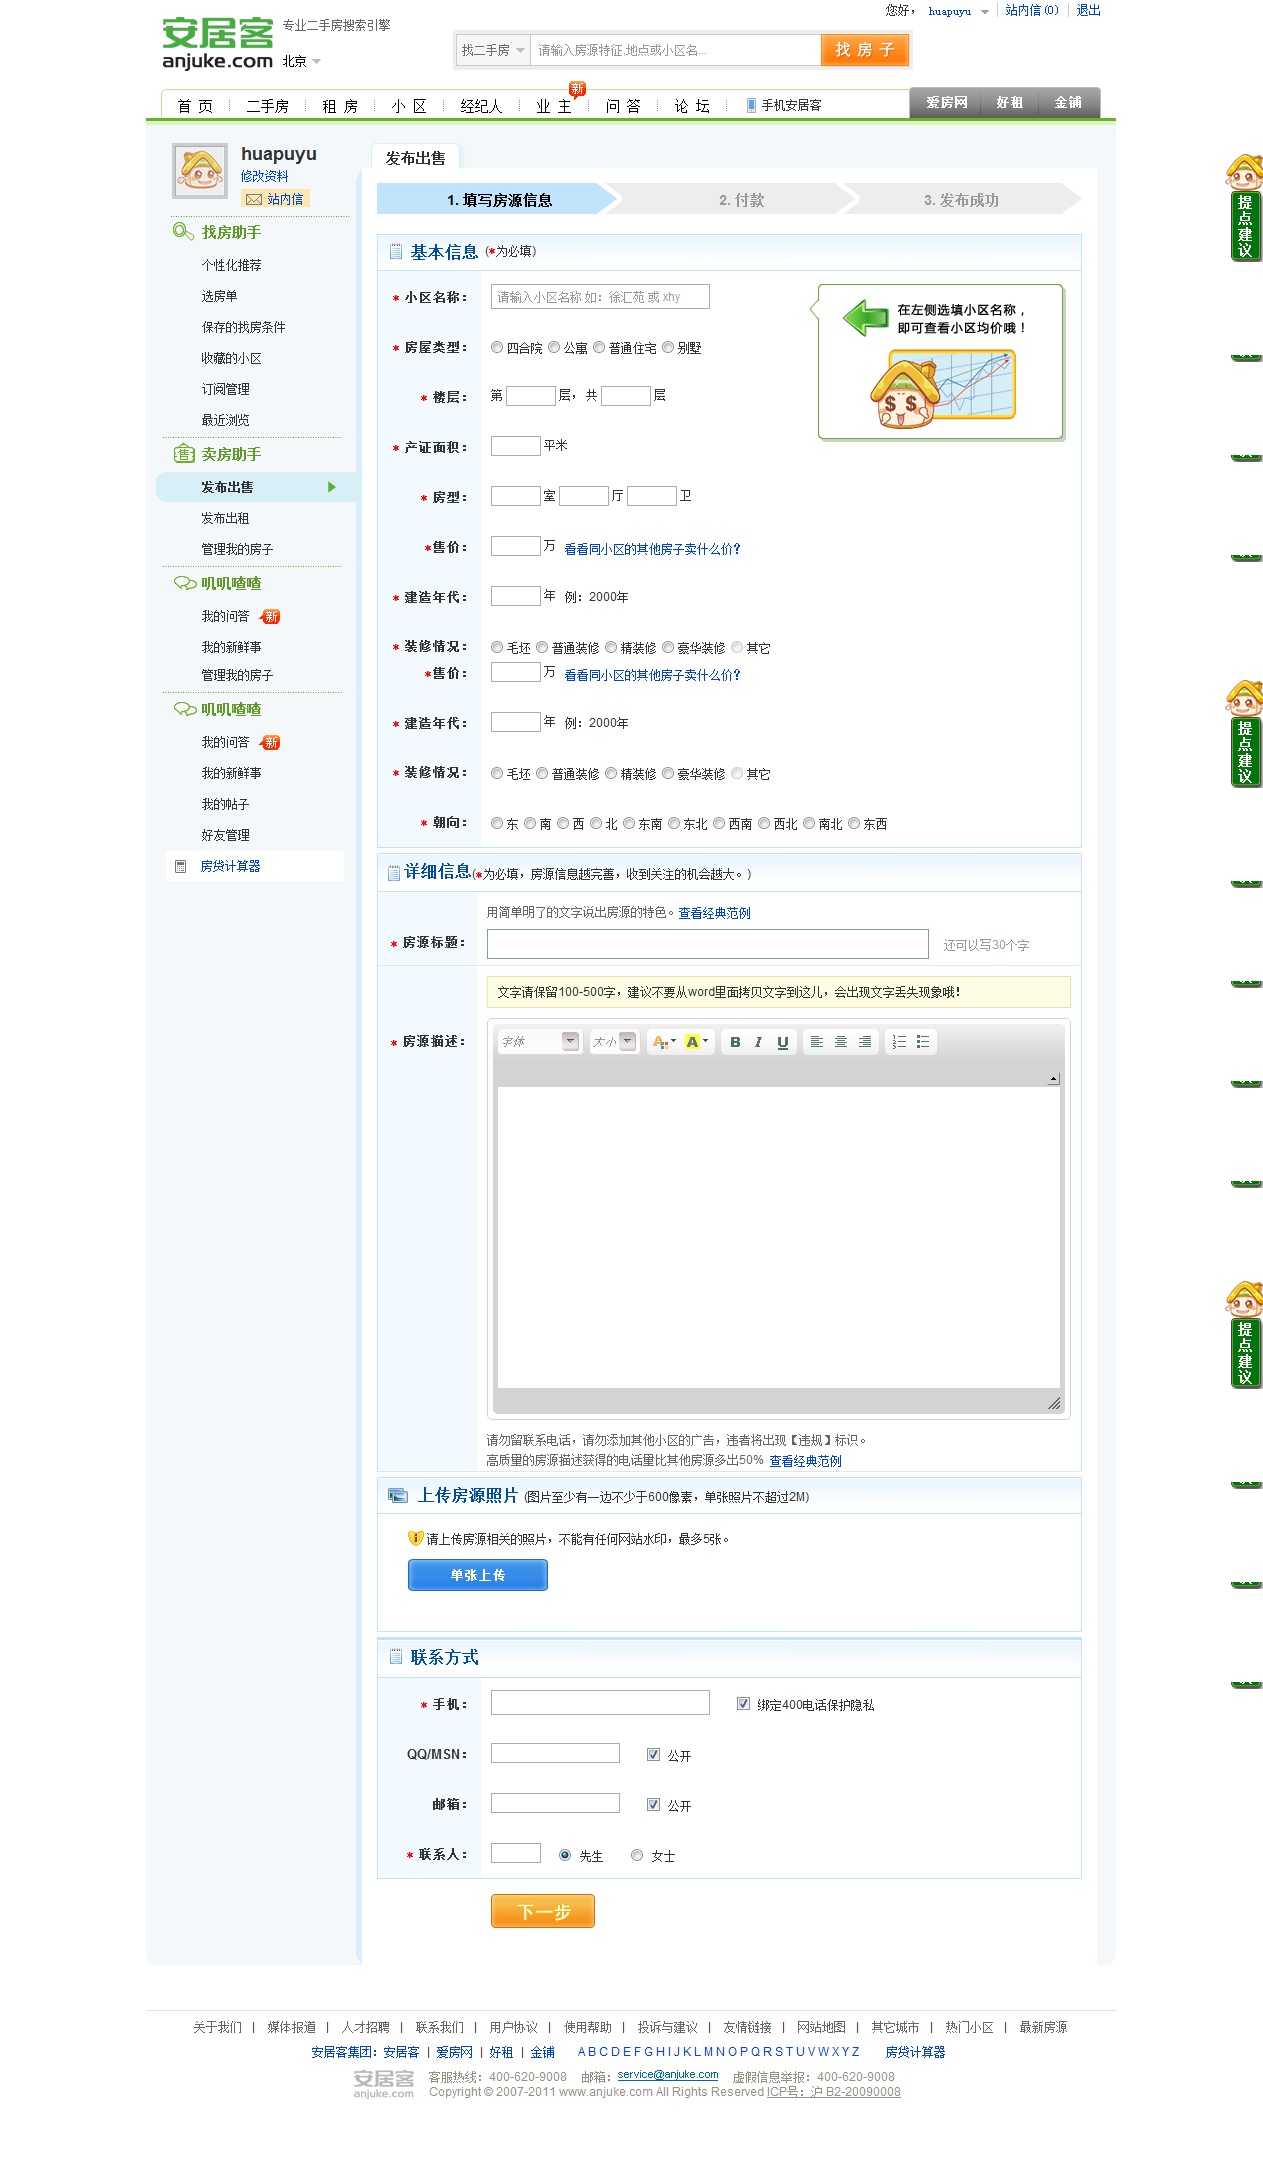 您好， huapuyu 站内信(0) 退出
安居客 专业二手房搜索引擎
anjuke.com 北京
找二手房 请输入房源特征,地点或小区名... 找房子
首 页 二手房 租 房 小 区 经纪人 业 主 新 问 答 论 坛 手机安居客 爱房网 好租 金铺
huapuyu
修改资料
站内信
找房助手
个性化推荐
选房单
保存的找房条件
收藏的小区
订阅管理
最近浏览
售 卖房助手
发布出售
发布出租
管理我的房子
叽叽喳喳
我的问答 新
我的新鲜事
管理我的房子
叽叽喳喳
我的问答 新
我的新鲜事
我的帖子
好友管理
房贷计算器
发布出售
1. 填写房源信息 2. 付款 3. 发布成功
基本信息 (*为必填)
* 小区名称： 请输入小区名称 如：徐汇苑 或 xhy
在左侧选填小区名称，
即可查看小区均价哦！
* 房屋类型： 四合院 公寓 普通住宅 别墅
* 楼层： 第 层，共 层
* 产证面积： 平米
* 房型： 室 厅 卫
*售价： 万 看看同小区的其他房子卖什么价?
* 建造年代： 年 例：2000年
* 装修情况： 毛坯 普通装修 精装修 豪华装修 其它
*售价： 万 看看同小区的其他房子卖什么价?
* 建造年代： 年 例：2000年
* 装修情况： 毛坯 普通装修 精装修 豪华装修 其它
* 朝向： 东 南 西 北 东南 东北 西南 西北 南北 东西
详细信息(*为必填，房源信息越完善，收到关注的机会越大。)
用简单明了的文字说出房源的特色。查看经典范例
* 房源标题： 还可以写30个字
文字请保留100-500字，建议不要从word里面拷贝文字到这儿，会出现文字丢失现象哦！
* 房源描述： 字体 大小 A A B I U
请勿留联系电话，请勿添加其他小区的广告，违者将出现【违规】标识。
高质量的房源描述获得的电话量比其他房源多出50% 查看经典范例
上传房源照片 (图片至少有一边不少于600像素，单张照片不超过2M)
请上传房源相关的照片，不能有任何网站水印，最多5张。
单张上传
联系方式
* 手机： 绑定400电话保护隐私
QQ/MSN： 公开
邮箱： 公开
* 联系人： 先生 女士
下一步
提点建议
提点建议
提点建议
关于我们 | 媒体报道 | 人才招聘 | 联系我们 | 用户协议 | 使用帮助 | 投诉与建议 | 友情链接 | 网站地图 | 其它城市 | 热门小区 | 最新房源
安居客集团：安居客 | 爱房网 | 好租 | 金铺 A B C D E F G H I J K L M N O P Q R S T U V W X Y Z 房贷计算器
安居客 客服热线：400-620-9008 邮箱：service@anjuke.com 虚假信息举报：400-620-9008
anjuke.com Copyright © 2007-2011 www.anjuke.com All Rights Reserved ICP号：沪 B2-20090008